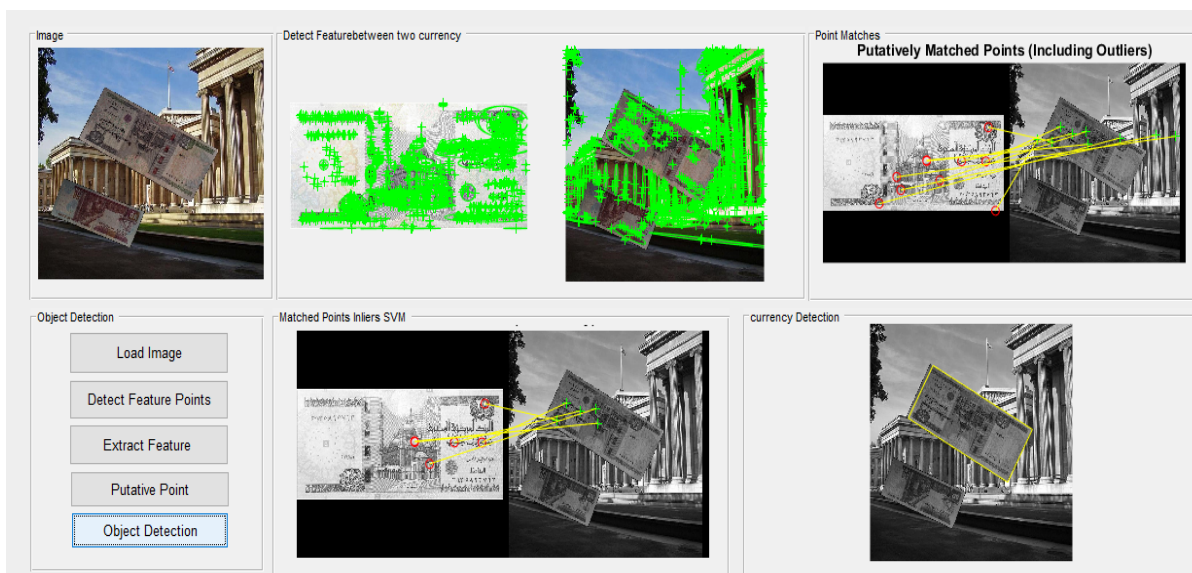 Image
Detect Featurebetween two currency
Point Matches
Putatively Matched Points (Including Outliers)
Object Detection
Load Image
Detect Feature Points
Extract Feature
Putative Point
Object Detection
Matched Points Inliers SVM
currency Detection